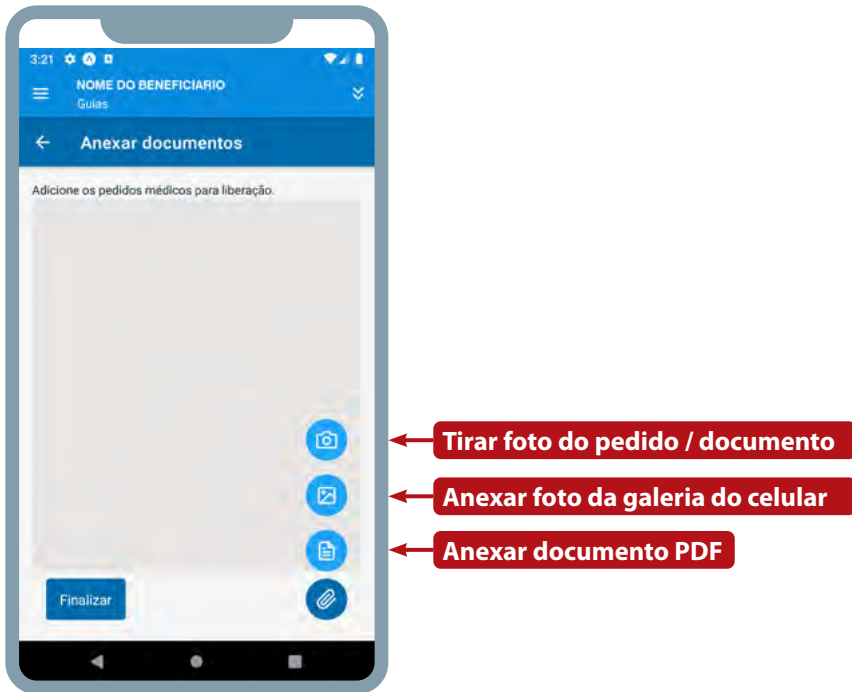 3:21
NOME DO BENEFICIARIO
Guias
Anexar documentos
Adicione os pedidos médicos para liberação.
Tirar foto do pedido / documento
Anexar foto da galeria do celular
Anexar documento PDF
Finalizar